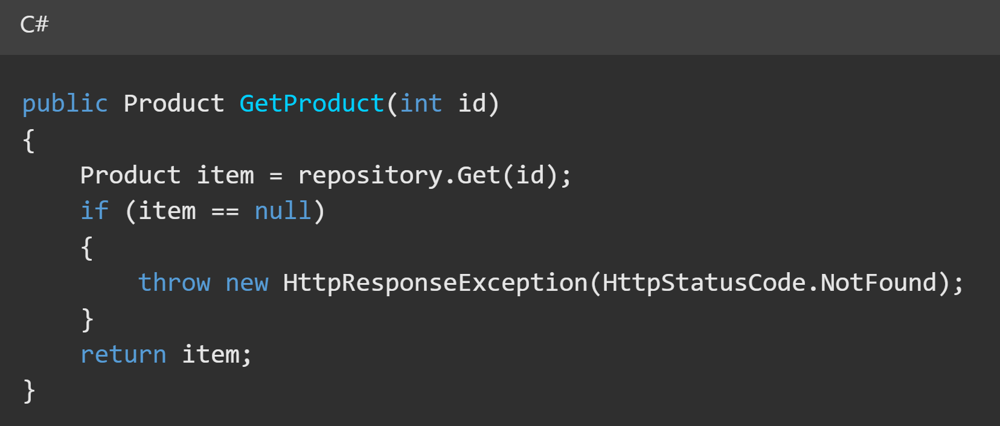 C#
public Product GetProduct(int id)
{
    Product item = repository.Get(id);
    if (item == null)
    {
        throw new HttpResponseException(HttpStatusCode.NotFound);
    }
    return item;
}